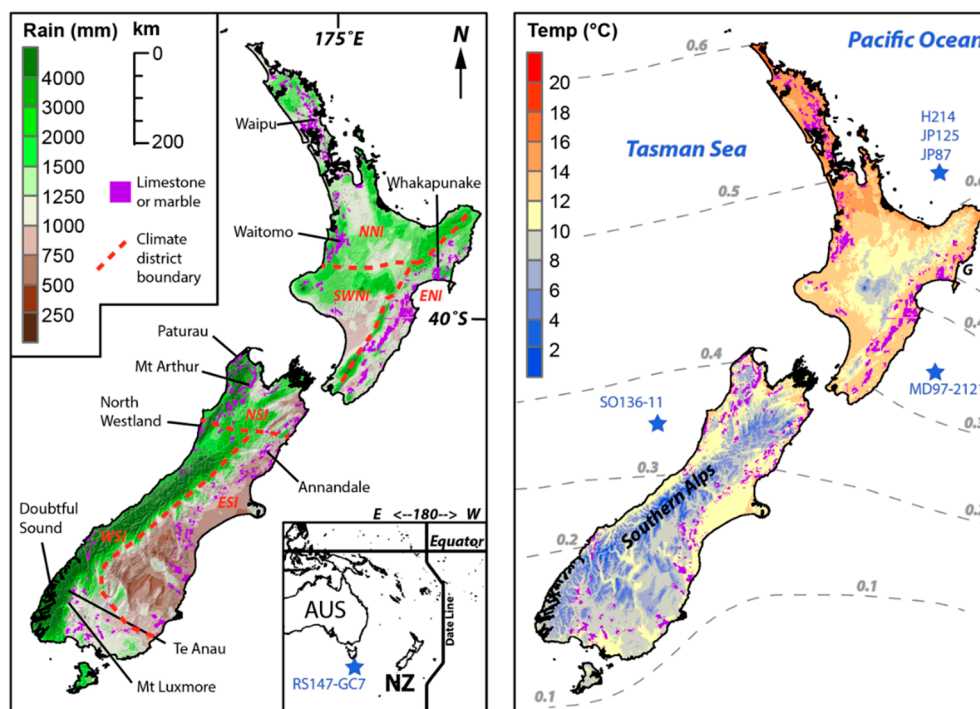 Rain (mm)
4000
3000
2000
1500
1250
1000
750
500
250
km
0
200
Limestone
or marble
Climate
district
boundary
175°E
N
Waipu
Whakapunake
Waitomo
NNI
SWNI
ENI
40°S
Paturau
Mt Arthur
North
Westland
NSI
Annandale
ESI
Doubtful
Sound
WSI
Te Anau
Mt Luxmore
E <--180--> W
Equator
AUS
Date Line
RS147-GC7
NZ
Temp (°C)
20
18
16
14
12
10
8
6
4
2
0.6
Pacific Ocean
Tasman Sea
H214
JP125
JP87
0.5
G
40°S
0.4
SO136-11
MD97-2121
0.3
Southern Alps
0.2
0.1
0.1